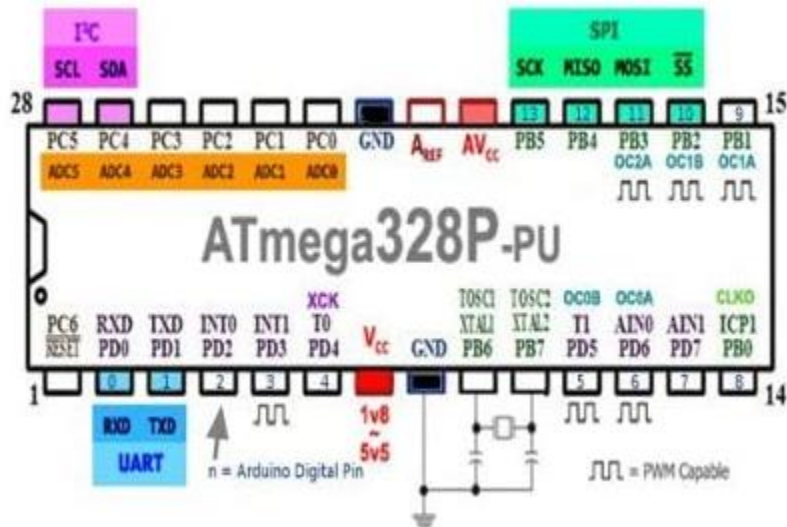 I²C SPI
SCL SDA SCK MISO MOSI SS
28 13 12 11 10 9 15
PC5 PC4 PC3 PC2 PC1 PC0 GND AREF AVCC PB5 PB4 PB3 PB2 PB1
ADC5 ADC4 ADC3 ADC2 ADC1 ADC0 OC2A OC1B OC1A
ATmega328P-PU
XCK TOSC1 TOSC2 OC0B OC0A CLKO
PC6 RXD TXD INT0 INT1 T0 VCC GND XTAL1 XTAL2 T1 AIN0 AIN1 ICP1
RESET PD0 PD1 PD2 PD3 PD4 PB6 PB7 PD5 PD6 PD7 PB0
1 0 1 2 3 4 5 6 7 8 14
RXD TXD 1v8
~
UART n = Arduino Digital Pin 5v5 = PWM Capable